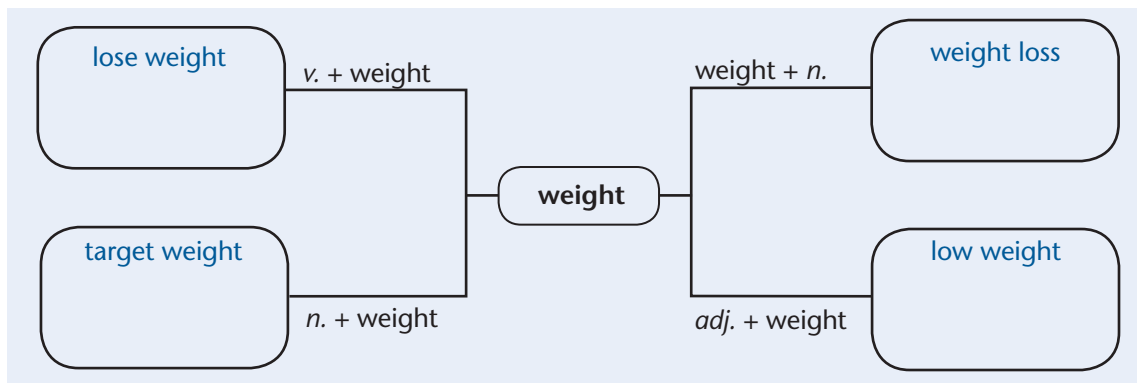 lose weight
v. + weight
weight + n.
weight loss
weight
target weight
n. + weight
adj. + weight
low weight